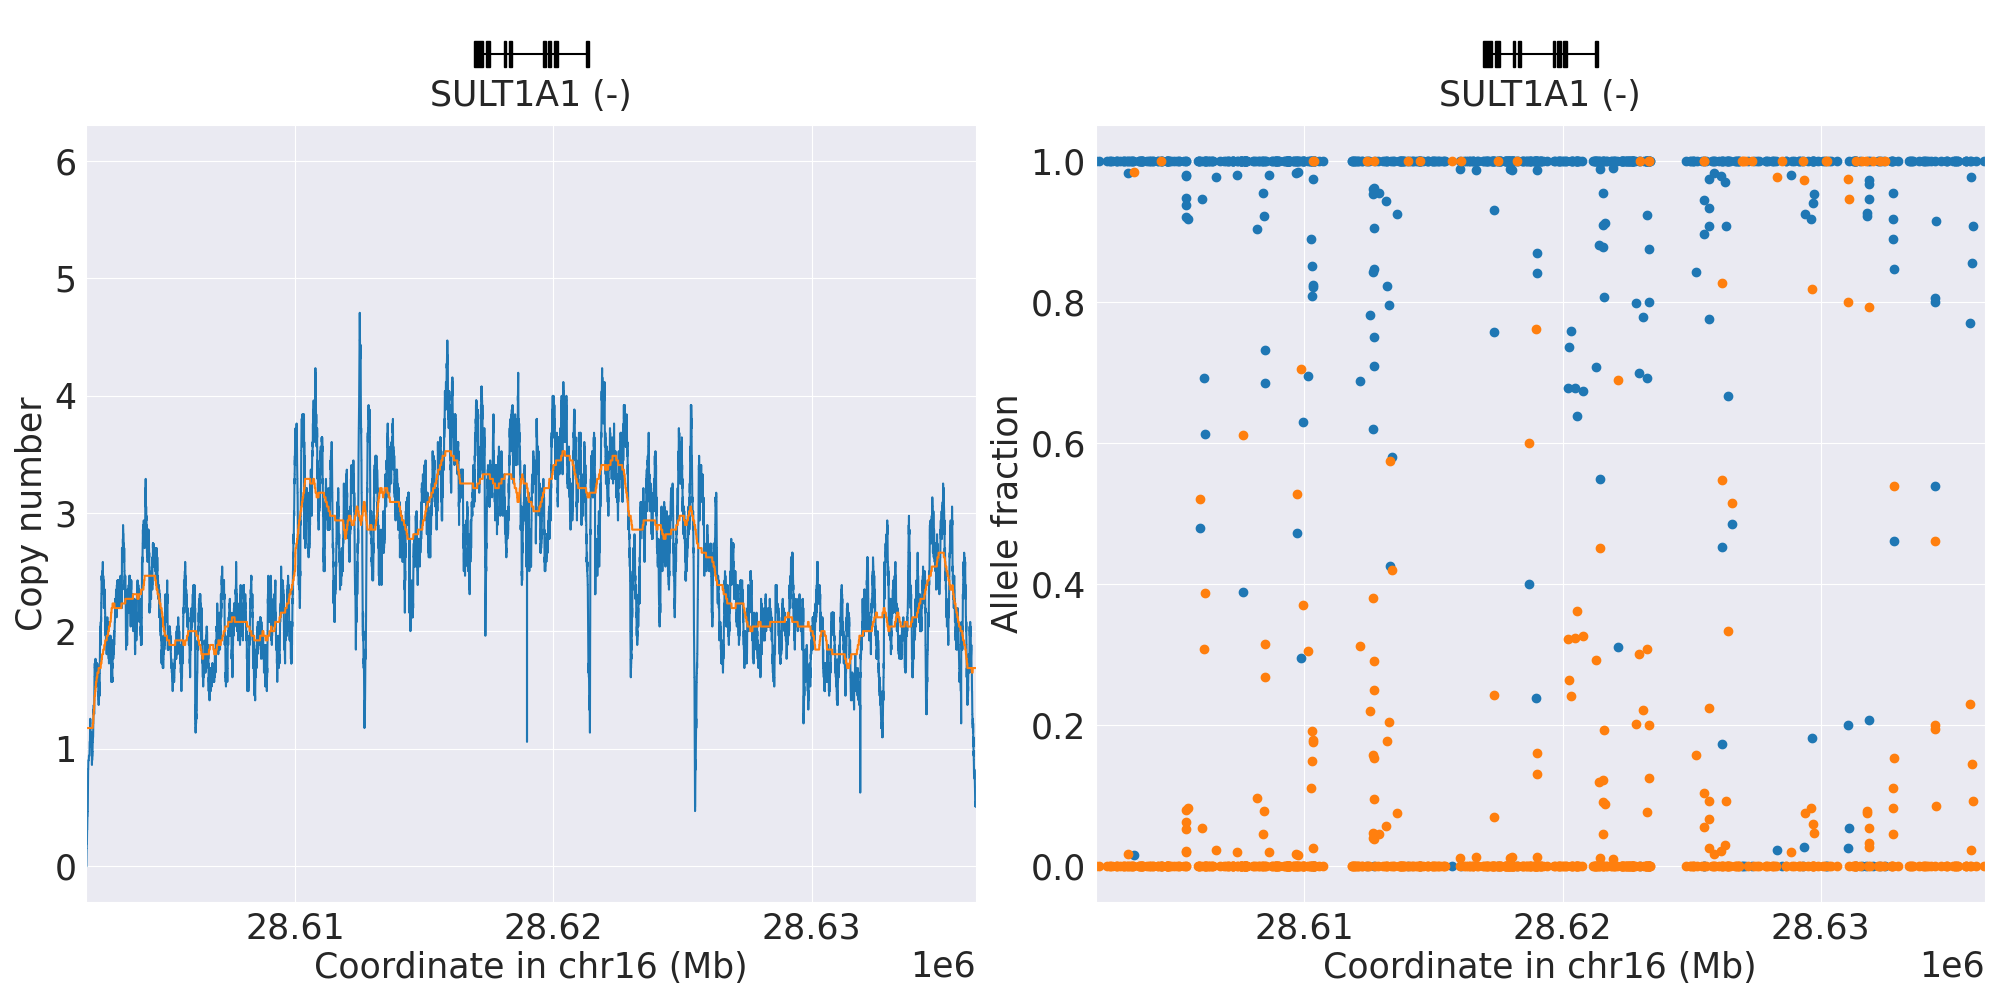 SULT1A1 (-)
Copy number
6
5
4
3
2
1
0
28.61 28.62 28.63
Coordinate in chr16 (Mb) 1e6
SULT1A1 (-)
Allele fraction
1.0
0.8
0.6
0.4
0.2
0.0
28.61 28.62 28.63
Coordinate in chr16 (Mb) 1e6